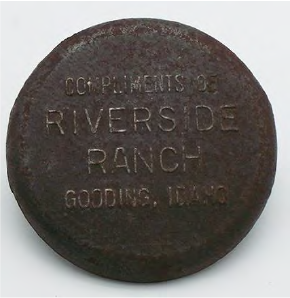 COMPLIMENTS OF
RIVERSIDE
RANCH
GOODING, IDAHO